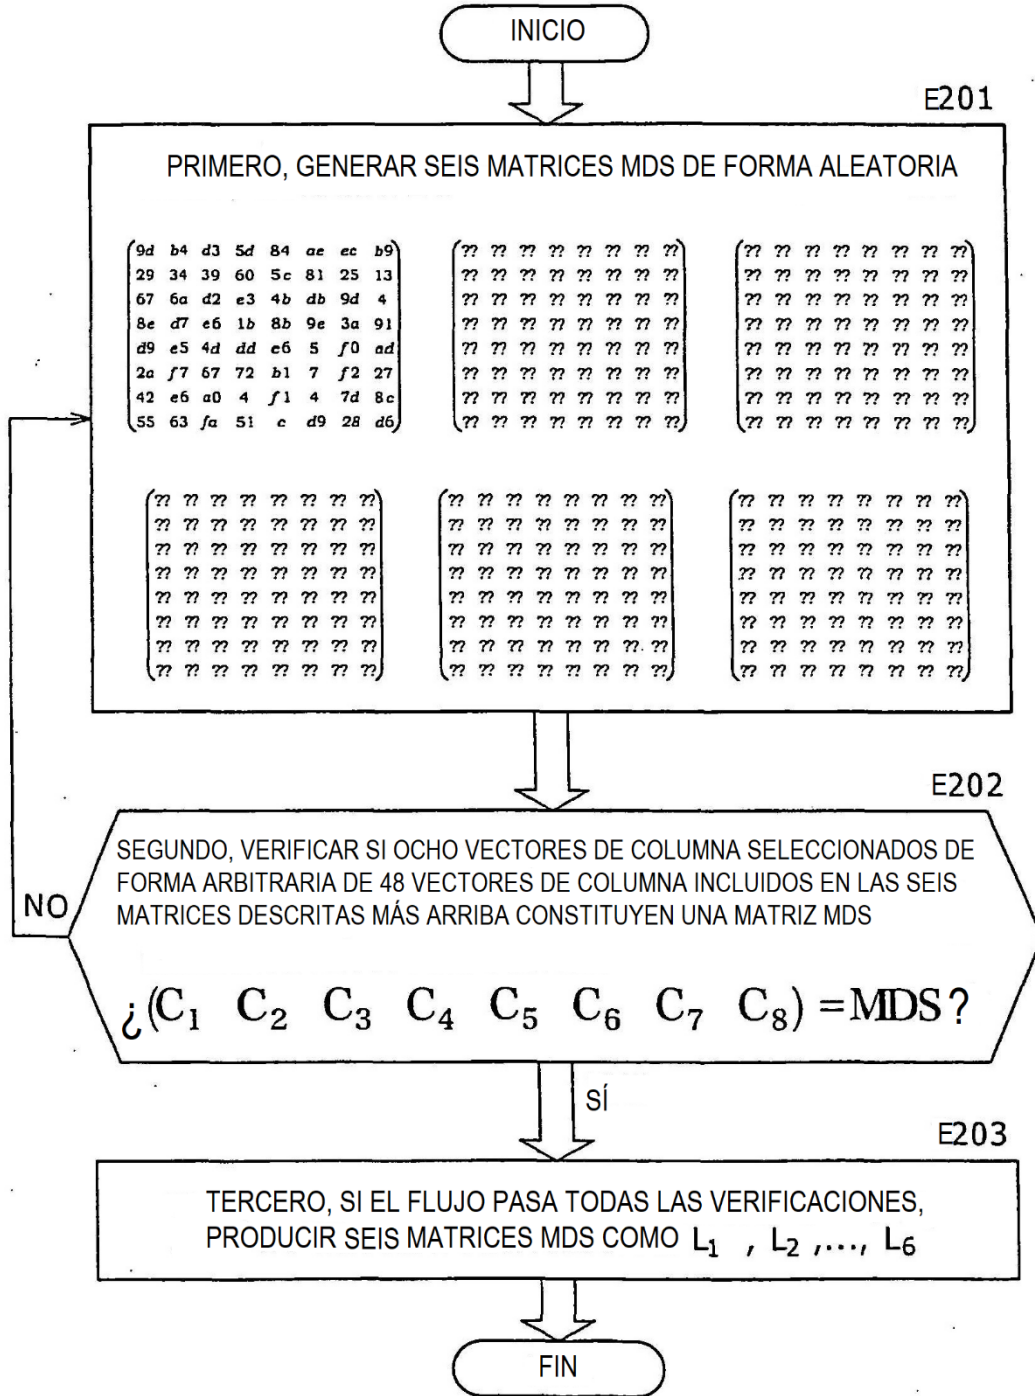 INICIO
E201
PRIMERO, GENERAR SEIS MATRICES MDS DE FORMA ALEATORIA
9d b4 d3 5d 84 ae ec b9 ?? ?? ?? ?? ?? ?? ?? ?? ?? ?? ?? ?? ?? ?? ?? ??
29 34 39 60 5c 81 25 13 ?? ?? ?? ?? ?? ?? ?? ?? ?? ?? ?? ?? ?? ?? ?? ??
67 6a d2 e3 4b db 9d 4 ?? ?? ?? ?? ?? ?? ?? ?? ?? ?? ?? ?? ?? ?? ?? ??
8e d7 e6 1b 8b 9e 3a 91 ?? ?? ?? ?? ?? ?? ?? ?? ?? ?? ?? ?? ?? ?? ?? ??
d9 e5 4d dd e6 5 f0 ad ?? ?? ?? ?? ?? ?? ?? ?? ?? ?? ?? ?? ?? ?? ?? ??
2a f7 67 72 b1 7 f2 27 ?? ?? ?? ?? ?? ?? ?? ?? ?? ?? ?? ?? ?? ?? ?? ??
42 e6 a0 4 f1 4 7d 8c ?? ?? ?? ?? ?? ?? ?? ?? ?? ?? ?? ?? ?? ?? ?? ??
55 63 fa 51 c d9 28 d6 ?? ?? ?? ?? ?? ?? ?? ?? ?? ?? ?? ?? ?? ?? ?? ??
?? ?? ?? ?? ?? ?? ?? ?? ?? ?? ?? ?? ?? ?? ?? ?? ?? ?? ?? ?? ?? ?? ?? ??
?? ?? ?? ?? ?? ?? ?? ?? ?? ?? ?? ?? ?? ?? ?? ?? ?? ?? ?? ?? ?? ?? ?? ??
?? ?? ?? ?? ?? ?? ?? ?? ?? ?? ?? ?? ?? ?? ?? ?? ?? ?? ?? ?? ?? ?? ?? ??
?? ?? ?? ?? ?? ?? ?? ?? ?? ?? ?? ?? ?? ?? ?? ?? ?? ?? ?? ?? ?? ?? ?? ??
?? ?? ?? ?? ?? ?? ?? ?? ?? ?? ?? ?? ?? ?? ?? ?? ?? ?? ?? ?? ?? ?? ?? ??
?? ?? ?? ?? ?? ?? ?? ?? ?? ?? ?? ?? ?? ?? ?? ?? ?? ?? ?? ?? ?? ?? ?? ??
?? ?? ?? ?? ?? ?? ?? ?? ?? ?? ?? ?? ?? ?? ?? ?? ?? ?? ?? ?? ?? ?? ?? ??
?? ?? ?? ?? ?? ?? ?? ?? ?? ?? ?? ?? ?? ?? ?? ?? ?? ?? ?? ?? ?? ?? ?? ??
E202
SEGUNDO, VERIFICAR SI OCHO VECTORES DE COLUMNA SELECCIONADOS DE
FORMA ARBITRARIA DE 48 VECTORES DE COLUMNA INCLUIDOS EN LAS SEIS
MATRICES DESCRITAS MÁS ARRIBA CONSTITUYEN UNA MATRIZ MDS
NO
¿(C₁ C₂ C₃ C₄ C₅ C₆ C₇ C₈) =MDS?
SÍ
E203
TERCERO, SI EL FLUJO PASA TODAS LAS VERIFICACIONES,
PRODUCIR SEIS MATRICES MDS COMO L₁ , L₂ ,..., L₆
FIN